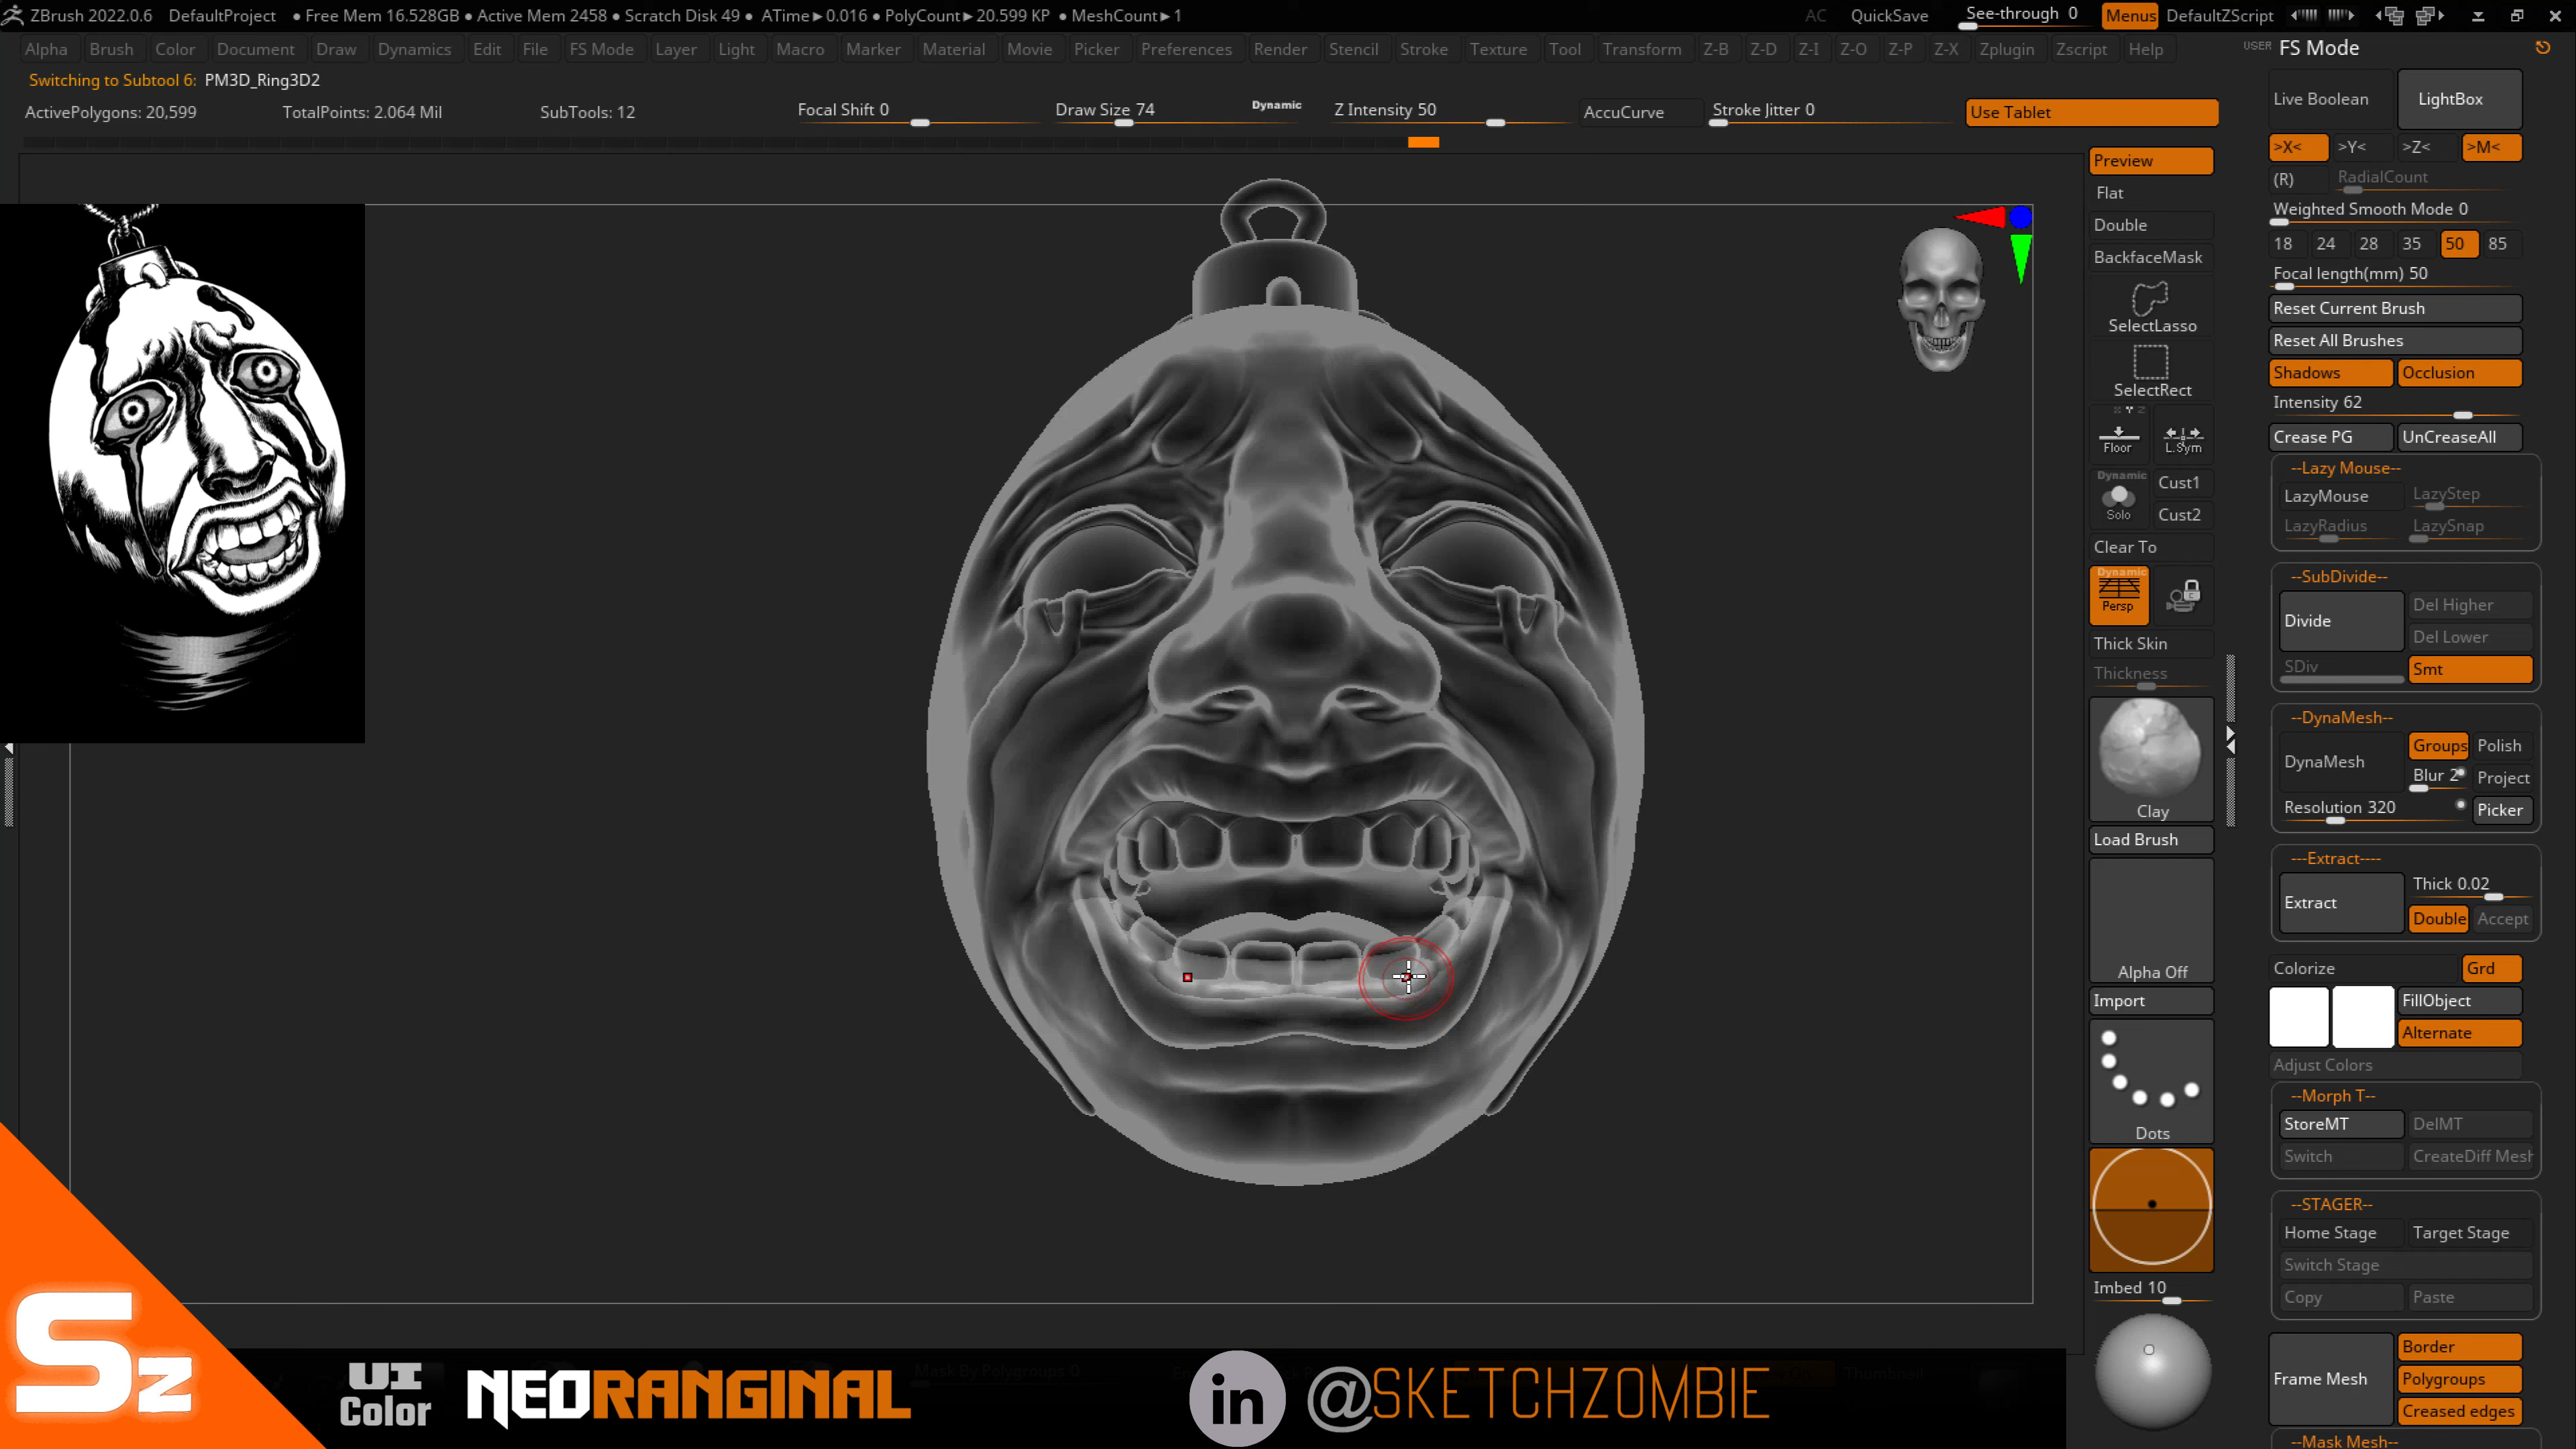 ZBrush 2022.0.6 DefaultProject ● Free Mem 16.528GB ● Active Mem 2458 ● Scratch Disk 49 ● ATime►0.016 ● PolyCount►20.599 KP ● MeshCount►1 AC QuickSave See-through 0 Menus DefaultZScript
Alpha Brush Color Document Draw Dynamics Edit File FS Mode Layer Light Macro Marker Material Movie Picker Preferences Render Stencil Stroke Texture Tool Transform Z-B Z-D Z-I Z-O Z-P Z-X Zplugin Zscript Help
Switching to Subtool 6: PM3D_Ring3D2
ActivePolygons: 20,599 TotalPoints: 2.064 Mil SubTools: 12 Focal Shift 0 Draw Size 74 Dynamic Z Intensity 50 AccuCurve Stroke Jitter 0 Use Tablet
Preview
Flat
Double
BackfaceMask
SelectLasso
SelectRect
Floor L.Sym
Dynamic
Solo
Cust1
Cust2
Clear To
Dynamic
Persp
Thick Skin
Thickness
Clay
Load Brush
Alpha Off
Import
Dots
Imbed 10
USER FS Mode
Live Boolean LightBox
>X< >Y< >Z< >M<
(R) RadialCount
Weighted Smooth Mode 0
18 24 28 35 50 85
Focal length(mm) 50
Reset Current Brush
Reset All Brushes
Shadows Occlusion
Intensity 62
Crease PG UnCreaseAll
--Lazy Mouse--
LazyMouse LazyStep
LazyRadius LazySnap
--SubDivide--
Divide Del Higher
Del Lower
SDiv Smt
--DynaMesh--
DynaMesh Groups Polish
Blur 2 Project
Resolution 320 Picker
---Extract----
Extract Thick 0.02
Double Accept
Colorize Grd
FillObject
Alternate
Adjust Colors
--Morph T--
StoreMT DelMT
Switch CreateDiff Mesh
--STAGER--
Home Stage Target Stage
Switch Stage
Copy Paste
Frame Mesh Border
Polygroups
Creased edges
--Mask Mesh--
Mask By Polygroups 0 Thumbnail
Sz
UI Color NEORANGINAL in @SKETCHZOMBIE